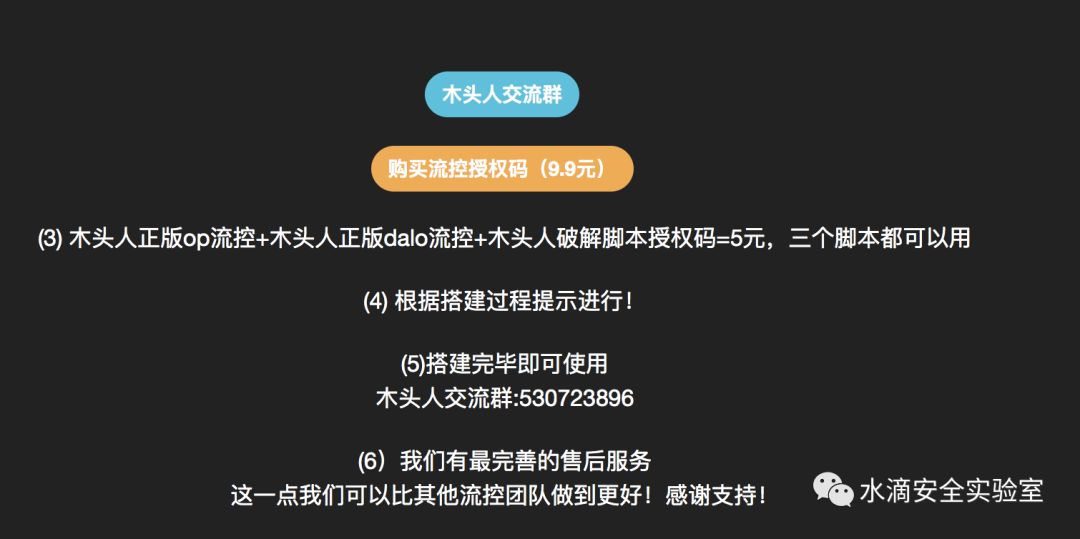 木头人交流群
购买流控授权码（9.9元）
(3) 木头人正版op流控+木头人正版dalo流控+木头人破解脚本授权码=5元，三个脚本都可以用
(4) 根据搭建过程提示进行！
(5)搭建完毕即可使用
木头人交流群:530723896
(6）我们有最完善的售后服务
这一点我们可以比其他流控团队做到更好！感谢支持！
水滴安全实验室